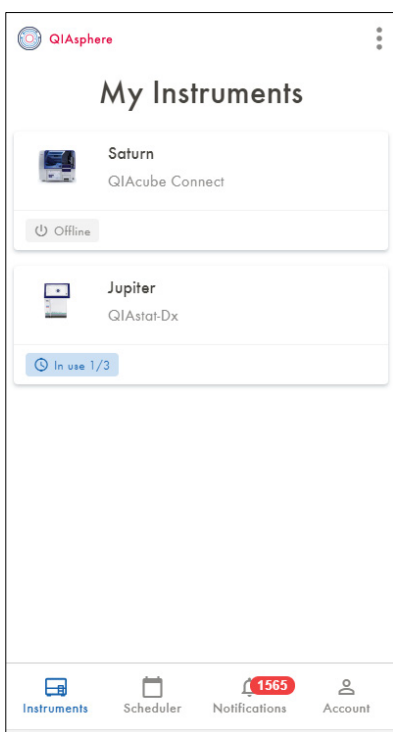 QIAsphere
My Instruments
Saturn
QIAcube Connect
Offline
Jupiter
QIAstat-Dx
In use 1/3
1565
Instruments Scheduler Notifications Account